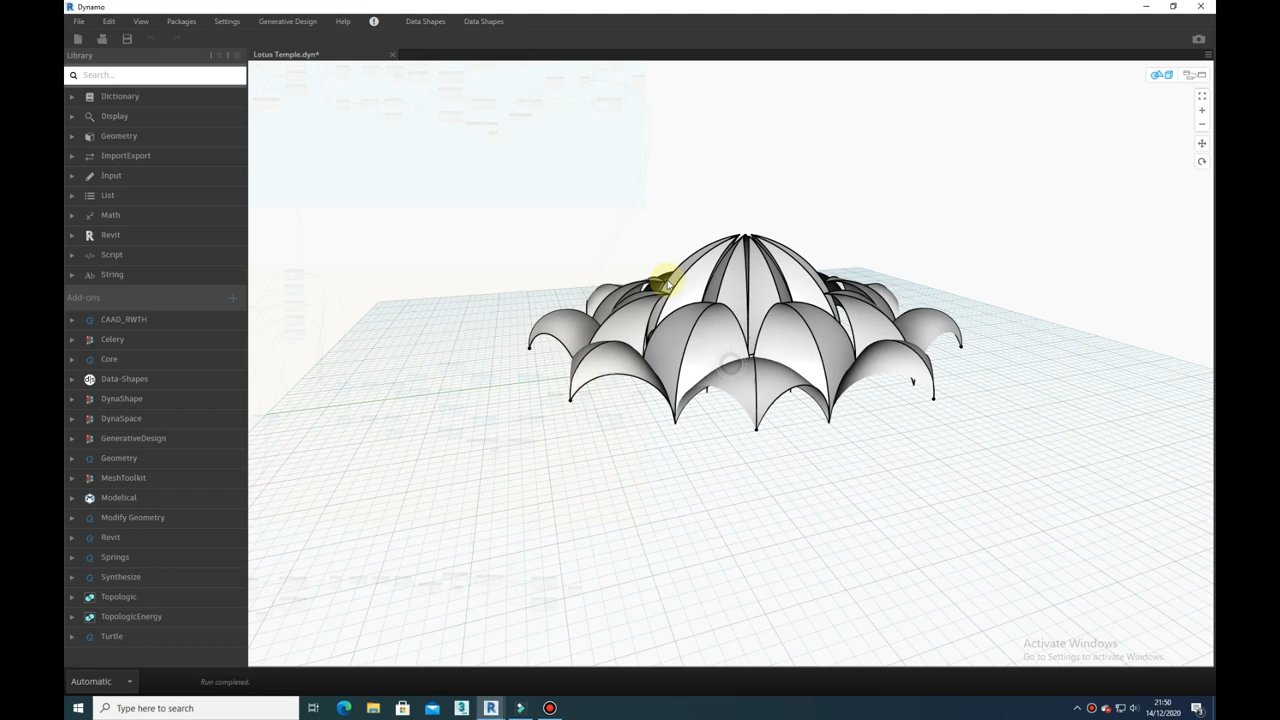 Dynamo
File Edit View Packages Settings Generative Design Help Data Shapes Data Shapes
Library
Lotus Temple.dyn*
Search...
Dictionary
Display
Geometry
ImportExport
Input
List
Math
Revit
Script
String
Add-ons
CAAD_RWTH
Celery
Core
Data-Shapes
DynaShape
DynaSpace
GenerativeDesign
Geometry
MeshToolkit
Modelical
Modify Geometry
Revit
Springs
Synthesize
Topologic
TopologicEnergy
Turtle
Activate Windows
Go to Settings to activate Windows.
Automatic Run completed.
Type here to search
21:50
14/12/2020